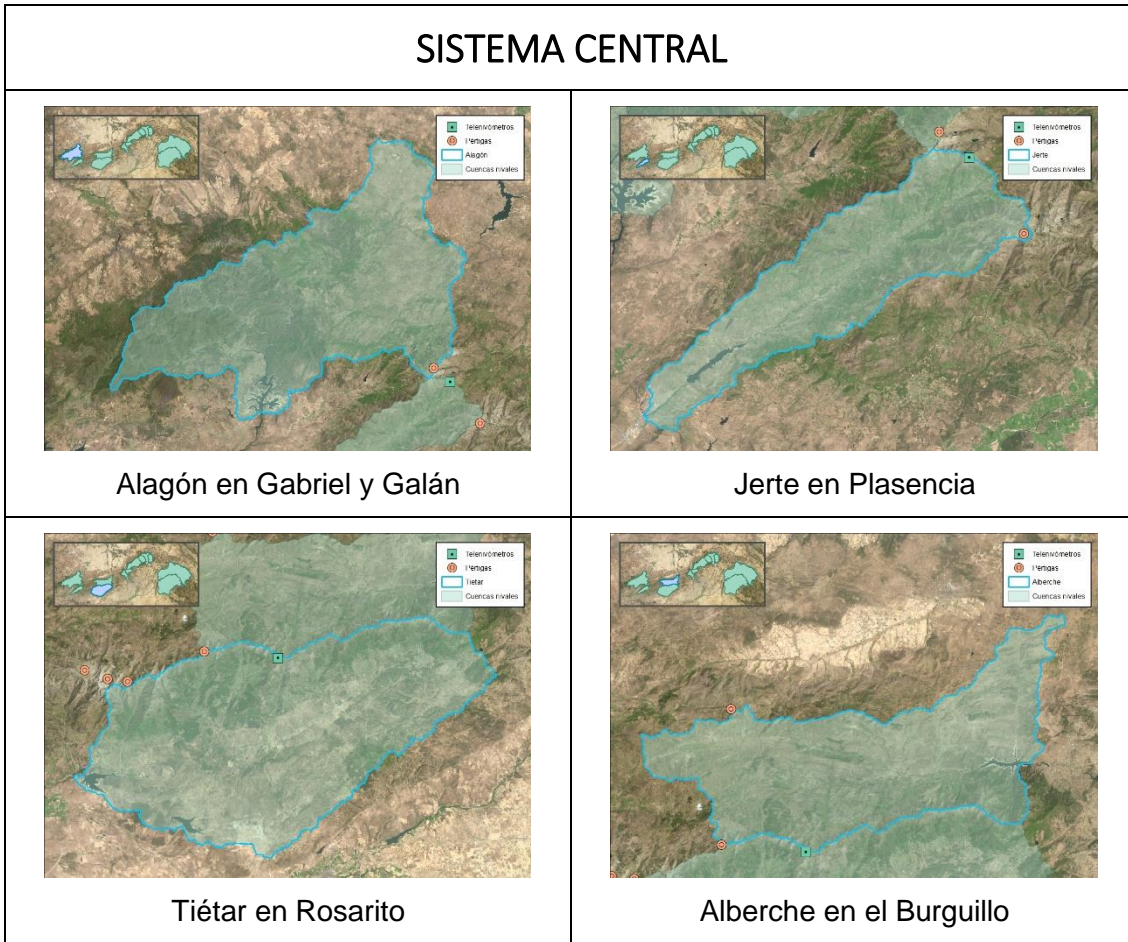 SISTEMA CENTRAL
Telenivómetros
Pértigas
Alagón
Cuencas nivales
Alagón en Gabriel y Galán
Telenivómetros
Pértigas
Jerte
Cuencas nivales
Jerte en Plasencia
Telenivómetros
Pértigas
Tietar
Cuencas nivales
Tiétar en Rosarito
Telenivómetros
Pértigas
Alberche
Cuencas nivales
Alberche en el Burguillo